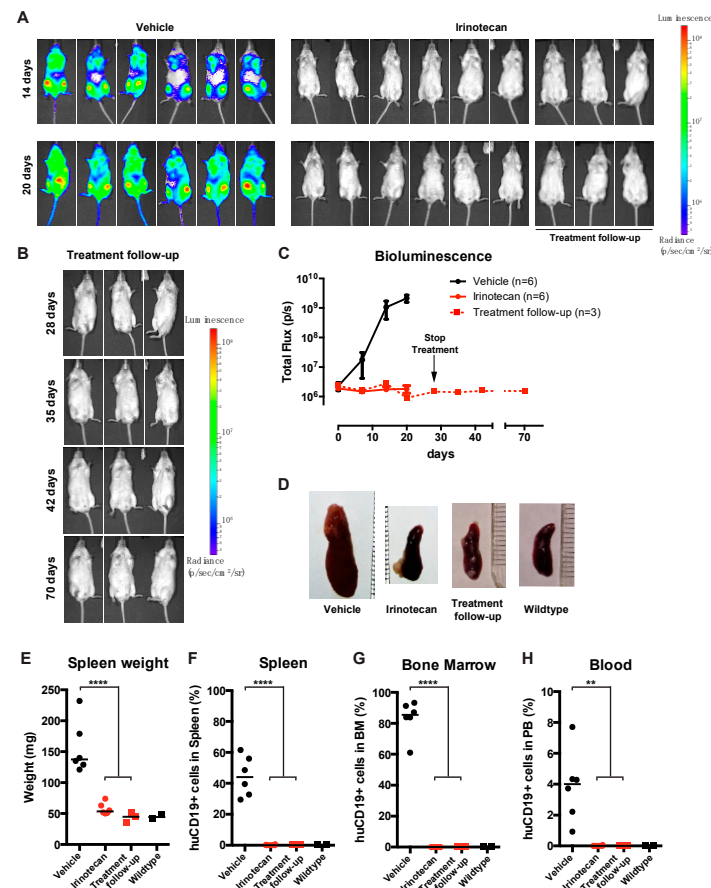 A
Vehicle
Irinotecan
Luminescence
14 days
20 days
10⁸
10⁷
10⁶
Radiance
(p/sec/cm²/sr)
Treatment follow-up
B
Treatment follow-up
28 days
35 days
42 days
70 days
Luminescence
10⁸
10⁷
10⁶
Radiance
(p/sec/cm²/sr)
C
Bioluminescence
Total Flux (p/s)
10¹⁰
10⁹
10⁸
10⁷
10⁶
Vehicle (n=6)
Irinotecan (n=6)
Treatment follow-up (n=3)
Stop
Treatment
0 10 20 30 40 70
days
D
Vehicle
Irinotecan
Treatment
follow-up
Wildtype
E
Spleen weight
****
Weight (mg)
250
200
150
100
50
0
Vehicle
Irinotecan
Treatment
follow-up
Wildtype
F
Spleen
****
huCD19+ cells in Spleen (%)
100
80
60
40
20
0
Vehicle
Irinotecan
Treatment
follow-up
Wildtype
G
Bone Marrow
****
huCD19+ cells in BM (%)
100
80
60
40
20
0
Vehicle
Irinotecan
Treatment
follow-up
Wildtype
H
Blood
**
huCD19+ cells in PB (%)
10
8
6
4
2
0
Vehicle
Irinotecan
Treatment
follow-up
Wildtype